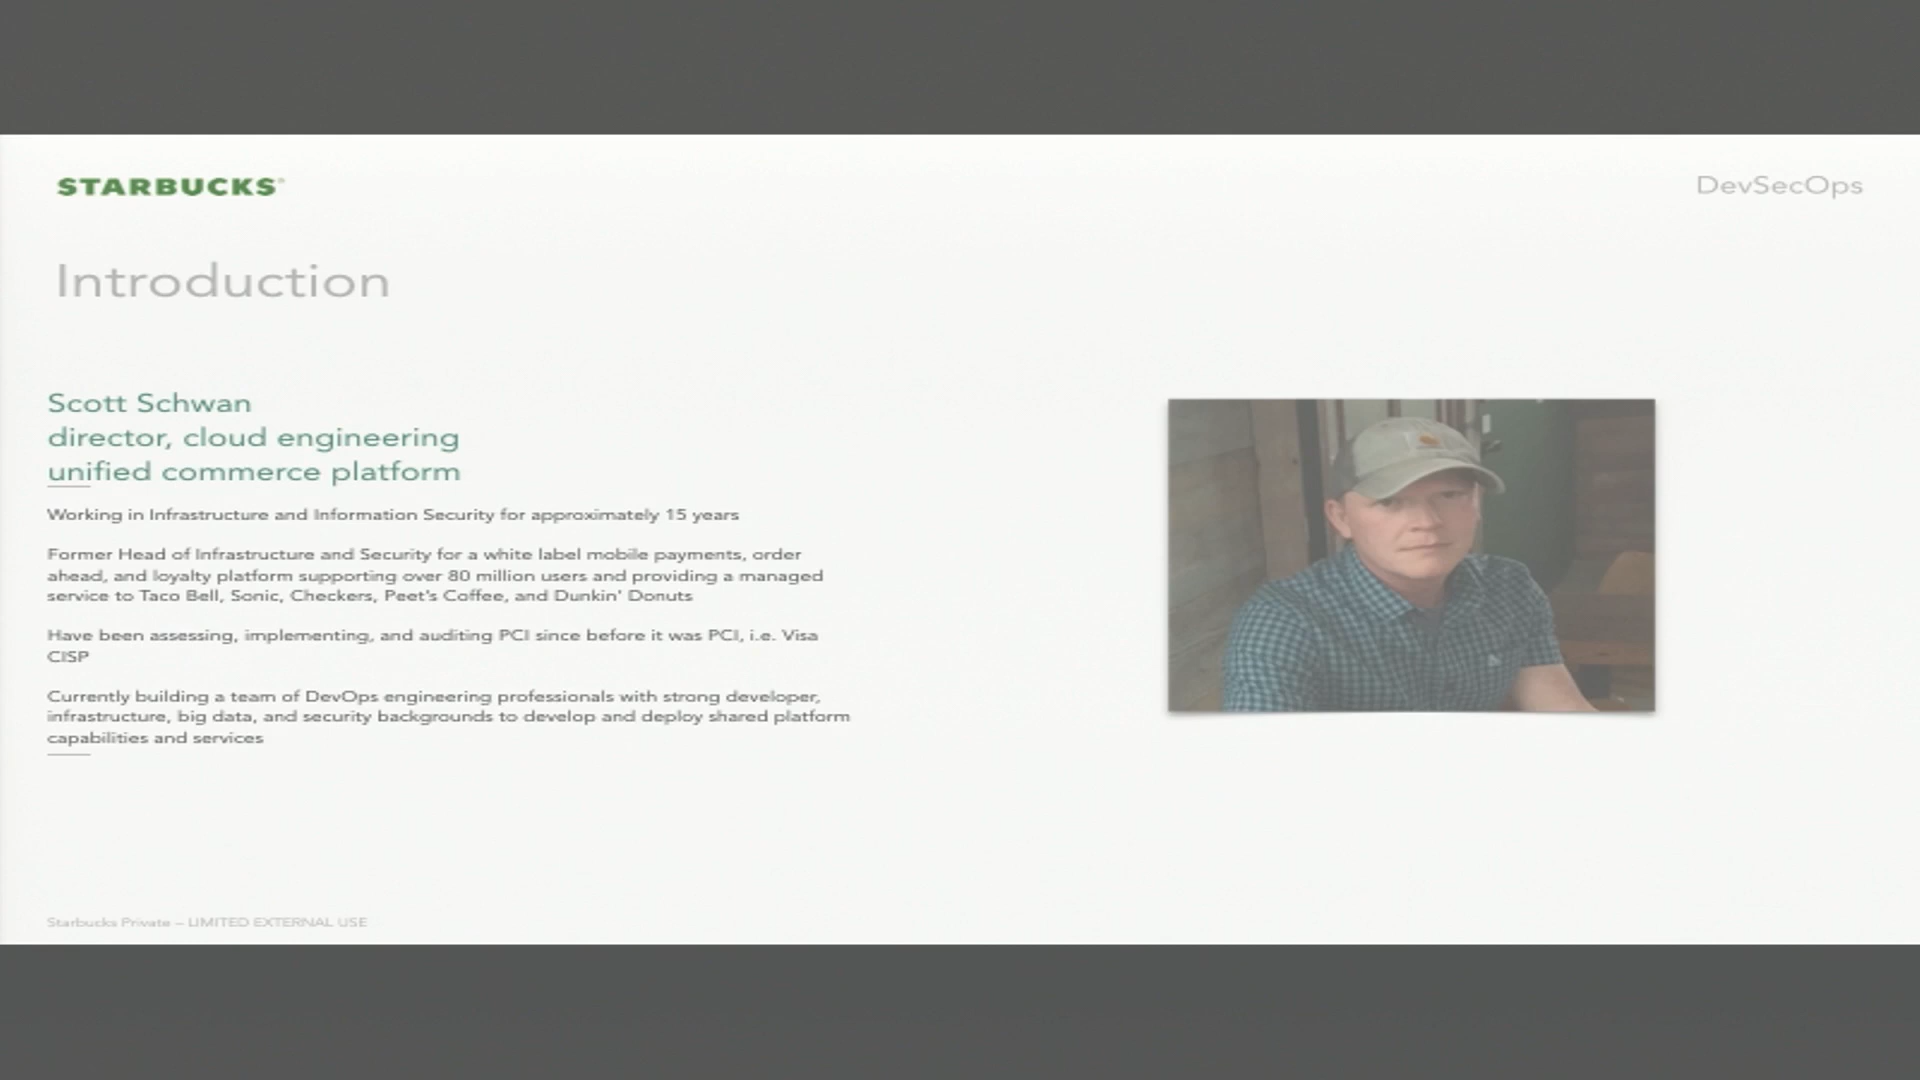 STARBUCKS
DevSecOps
Introduction
Scott Schwan
director, cloud engineering
unified commerce platform
Working in Infrastructure and Information Security for approximately 15 years
Former Head of Infrastructure and Security for a white label mobile payments, order
ahead, and loyalty platform supporting over 80 million users and providing a managed
service to Taco Bell, Sonic, Checkers, Peet's Coffee, and Dunkin' Donuts
Have been assessing, implementing, and auditing PCI since before it was PCI, i.e. Visa
CISP
Currently building a team of DevOps engineering professionals with strong developer,
infrastructure, big data, and security backgrounds to develop and deploy shared platform
capabilities and services
Starbucks Private – LIMITED EXTERNAL USE